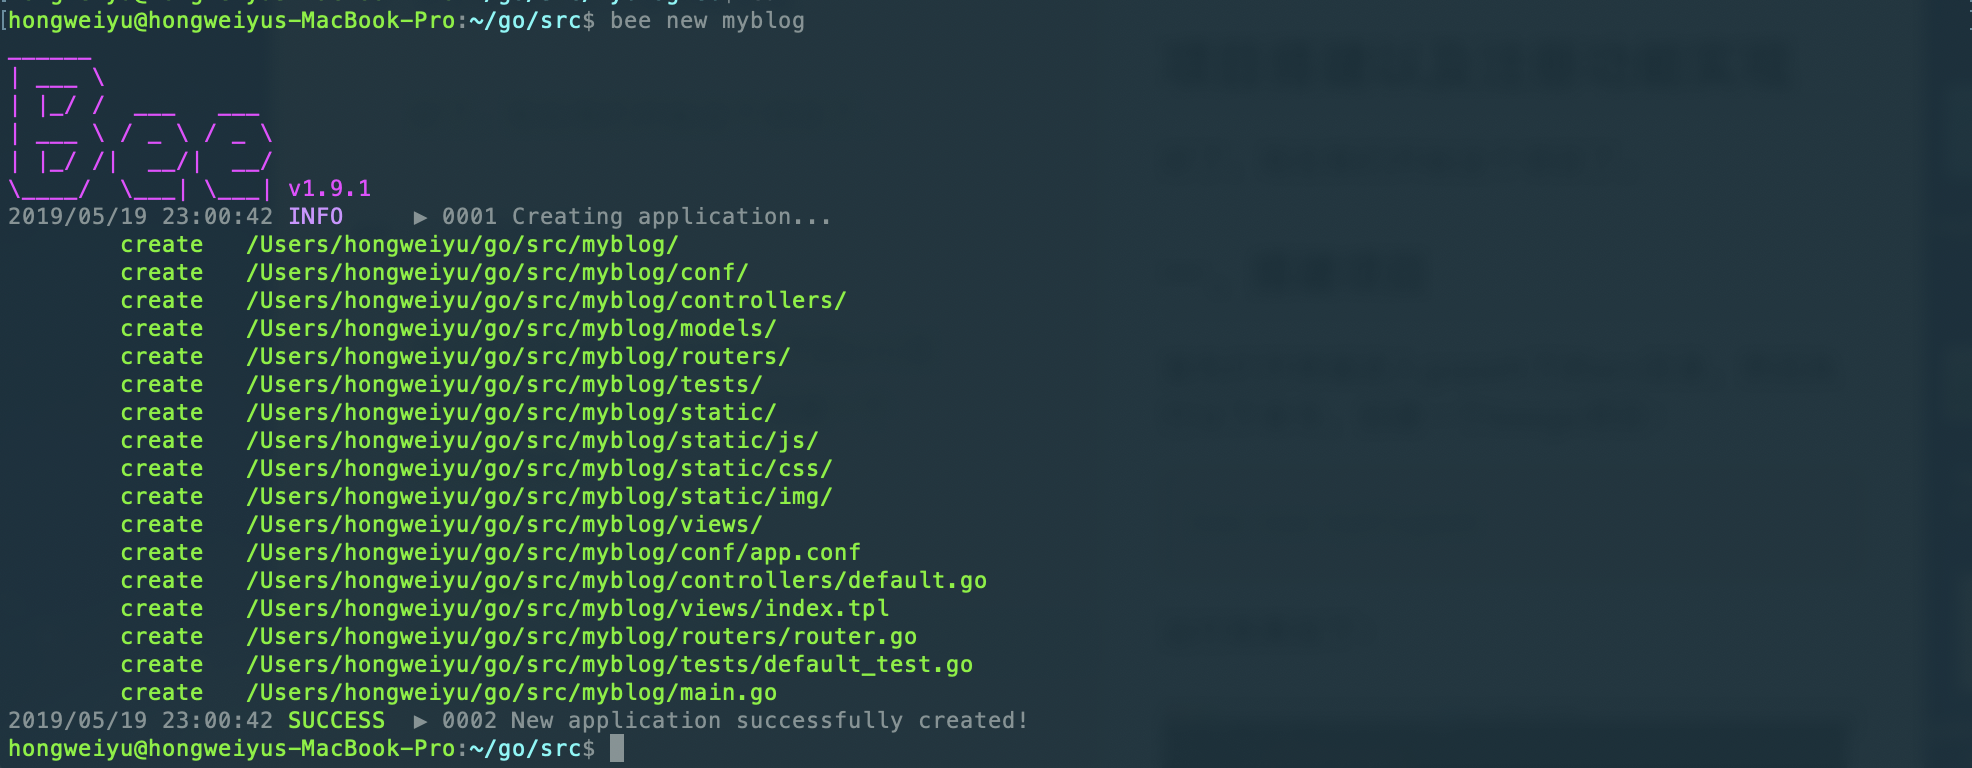 hongweiyu@hongweiyus-MacBook-Pro:~/go/src$ bee new myblog
______
| ___ \
| |_/ /  ___   ___
| ___ \ / _ \ / _ \
| |_/ /|  __/|  __/
\____/  \___| \___| v1.9.1
2019/05/19 23:00:42 INFO     ▶ 0001 Creating application...
create   /Users/hongweiyu/go/src/myblog/
create   /Users/hongweiyu/go/src/myblog/conf/
create   /Users/hongweiyu/go/src/myblog/controllers/
create   /Users/hongweiyu/go/src/myblog/models/
create   /Users/hongweiyu/go/src/myblog/routers/
create   /Users/hongweiyu/go/src/myblog/tests/
create   /Users/hongweiyu/go/src/myblog/static/
create   /Users/hongweiyu/go/src/myblog/static/js/
create   /Users/hongweiyu/go/src/myblog/static/css/
create   /Users/hongweiyu/go/src/myblog/static/img/
create   /Users/hongweiyu/go/src/myblog/views/
create   /Users/hongweiyu/go/src/myblog/conf/app.conf
create   /Users/hongweiyu/go/src/myblog/controllers/default.go
create   /Users/hongweiyu/go/src/myblog/views/index.tpl
create   /Users/hongweiyu/go/src/myblog/routers/router.go
create   /Users/hongweiyu/go/src/myblog/tests/default_test.go
create   /Users/hongweiyu/go/src/myblog/main.go
2019/05/19 23:00:42 SUCCESS  ▶ 0002 New application successfully created!
hongweiyu@hongweiyus-MacBook-Pro:~/go/src$